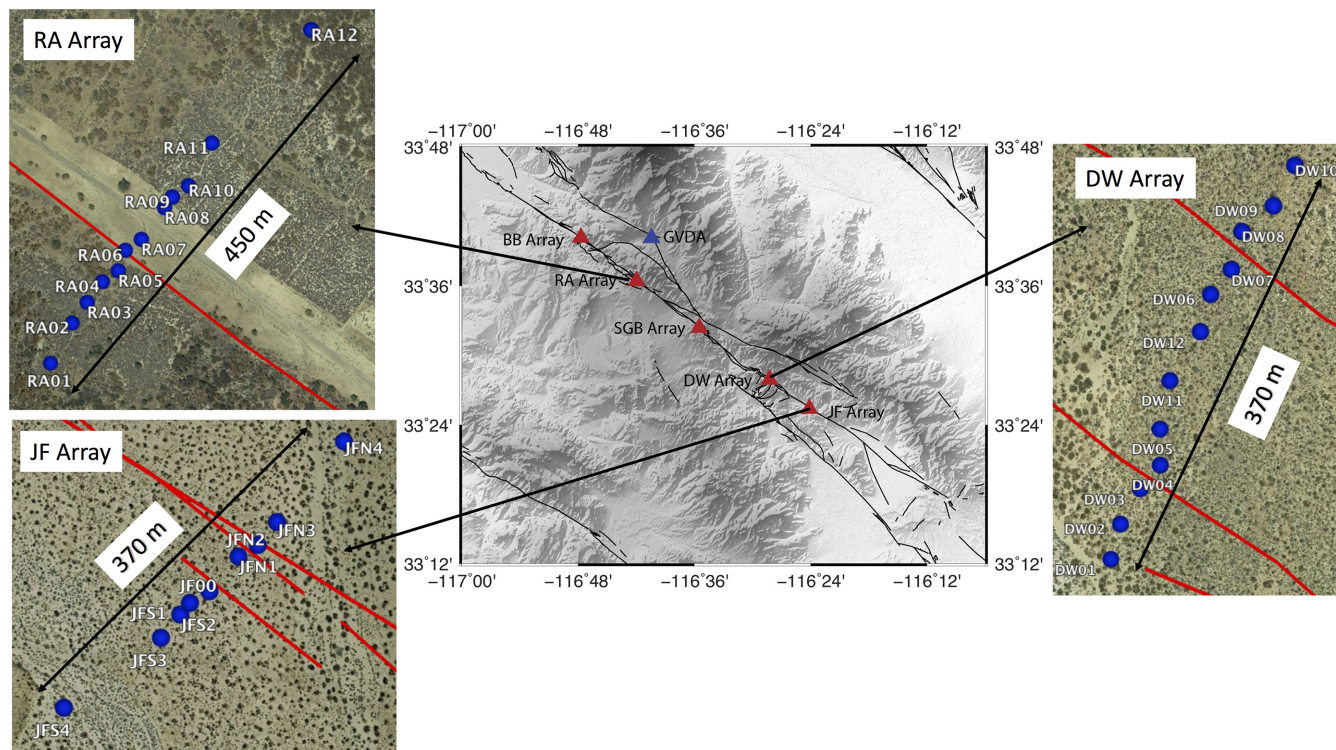 RA Array
RA12
RA11
RA10
RA09
RA08
RA07
RA06
RA05
RA04
RA03
RA02
RA01
450 m
JF Array
JFN4
JFN3
JFN2
JFN1
JF00
JFS1
JFS2
JFS3
JFS4
370 m
−117˚00' −116˚48' −116˚36' −116˚24' −116˚12'
33˚48' 33˚48'
BB Array GVDA
RA Array
33˚36' 33˚36'
SGB Array
DW Array
JF Array
33˚24' 33˚24'
33˚12' 33˚12'
−117˚00' −116˚48' −116˚36' −116˚24' −116˚12'
DW Array
DW10
DW09
DW08
DW07
DW06
DW12
DW11
DW05
DW04
DW03
DW02
DW01
370 m